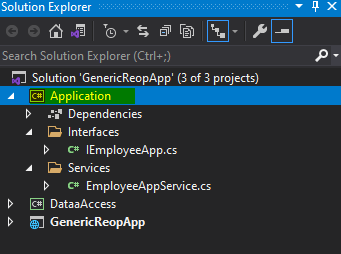 Solution Explorer
Search Solution Explorer (Ctrl+;)
Solution 'GenericReopApp' (3 of 3 projects)
C# Application
Dependencies
Interfaces
C# IEmployeeApp.cs
Services
C# EmployeeAppService.cs
C# DataaAccess
GenericReopApp